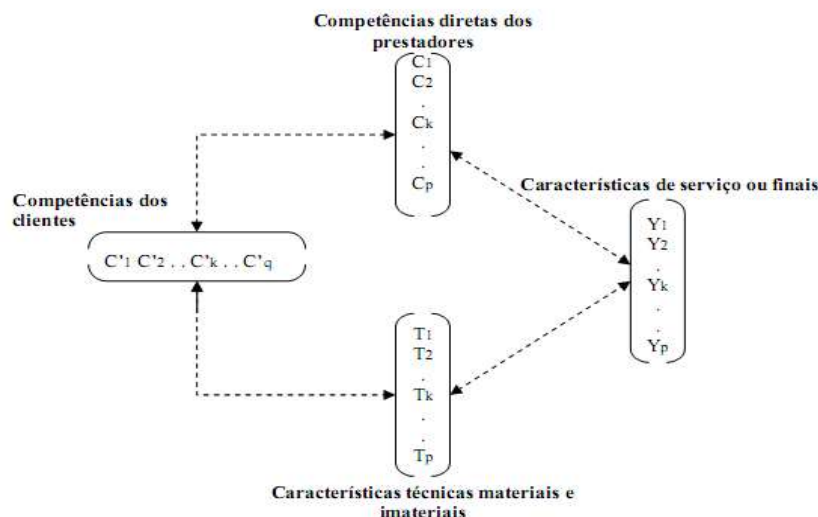 Competências diretas dos
prestadores
C1
C2
.
Ck
.
.
Cp
Competências dos
clientes
C'1 C'2 . . C'k . . C'q
Características de serviço ou finais
Y1
Y2
.
Yk
.
.
Yp
T1
T2
.
Tk
.
.
Tp
Características técnicas materiais e
imateriais